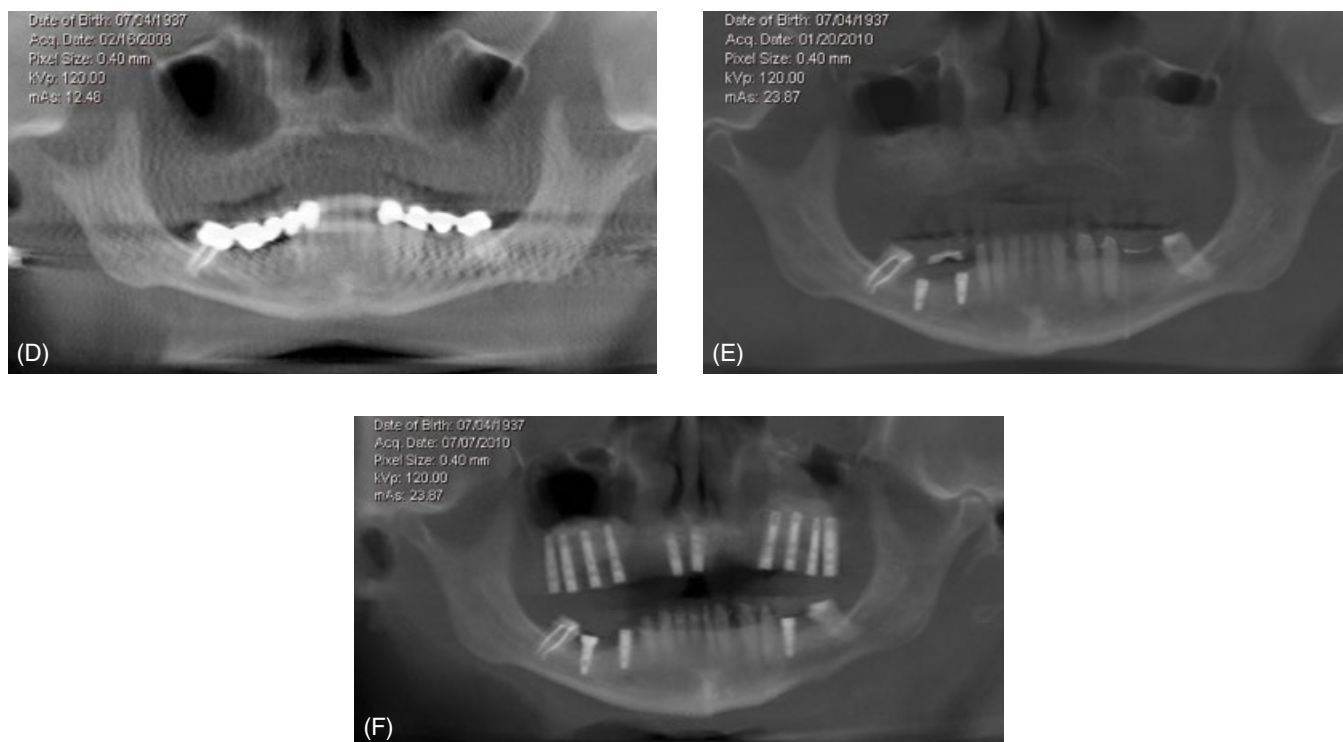 Date of Birth: 07/04/1937
Acq. Date: 02/16/2009
Pixel Size: 0.40 mm
kVp: 120.00
mAs: 12.48
(D)
Date of Birth: 07/04/1937
Acq. Date: 01/20/2010
Pixel Size: 0.40 mm
kVp: 120.00
mAs: 23.87
(E)
Date of Birth: 07/04/1937
Acq. Date: 07/07/2010
Pixel Size: 0.40 mm
kVp: 120.00
mAs: 23.87
(F)